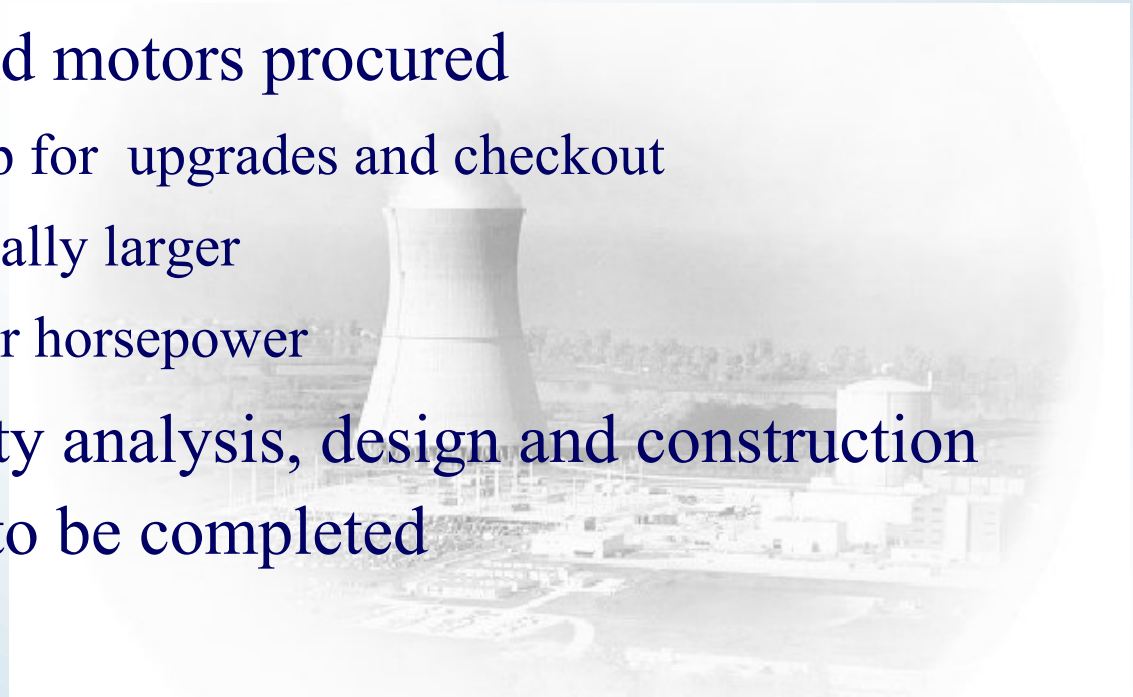 d motors procured
for upgrades and checkout
ally larger
r horsepower
ty analysis, design and construction
to be completed